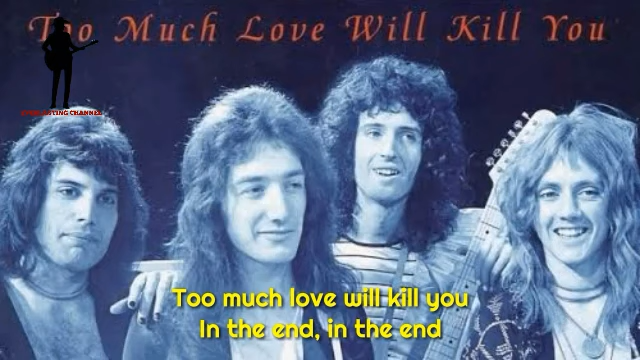 Too Much Love Will Kill You
Too much love will kill you
In the end, in the end